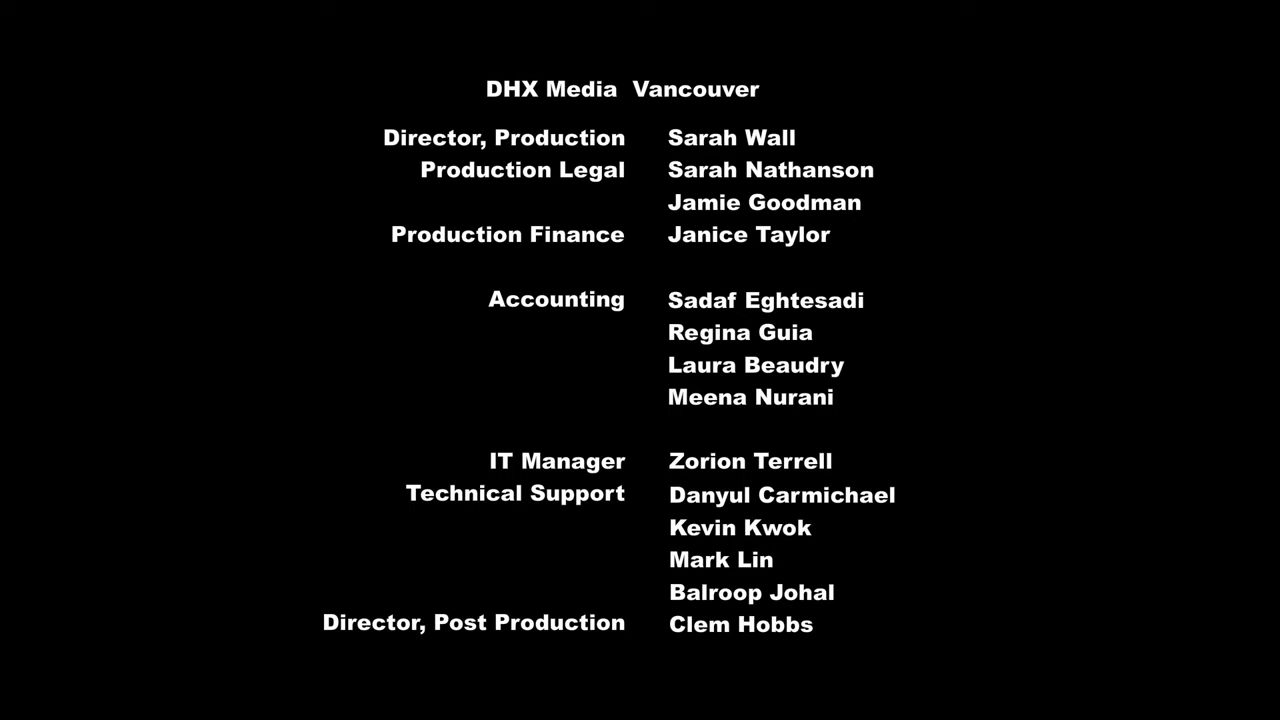 DHX Media Vancouver
Director, Production Sarah Wall
Production Legal Sarah Nathanson
Jamie Goodman
Production Finance Janice Taylor
Accounting Sadaf Eghtesadi
Regina Guia
Laura Beaudry
Meena Nurani
IT Manager Zorion Terrell
Technical Support Danyul Carmichael
Kevin Kwok
Mark Lin
Balroop Johal
Director, Post Production Clem Hobbs